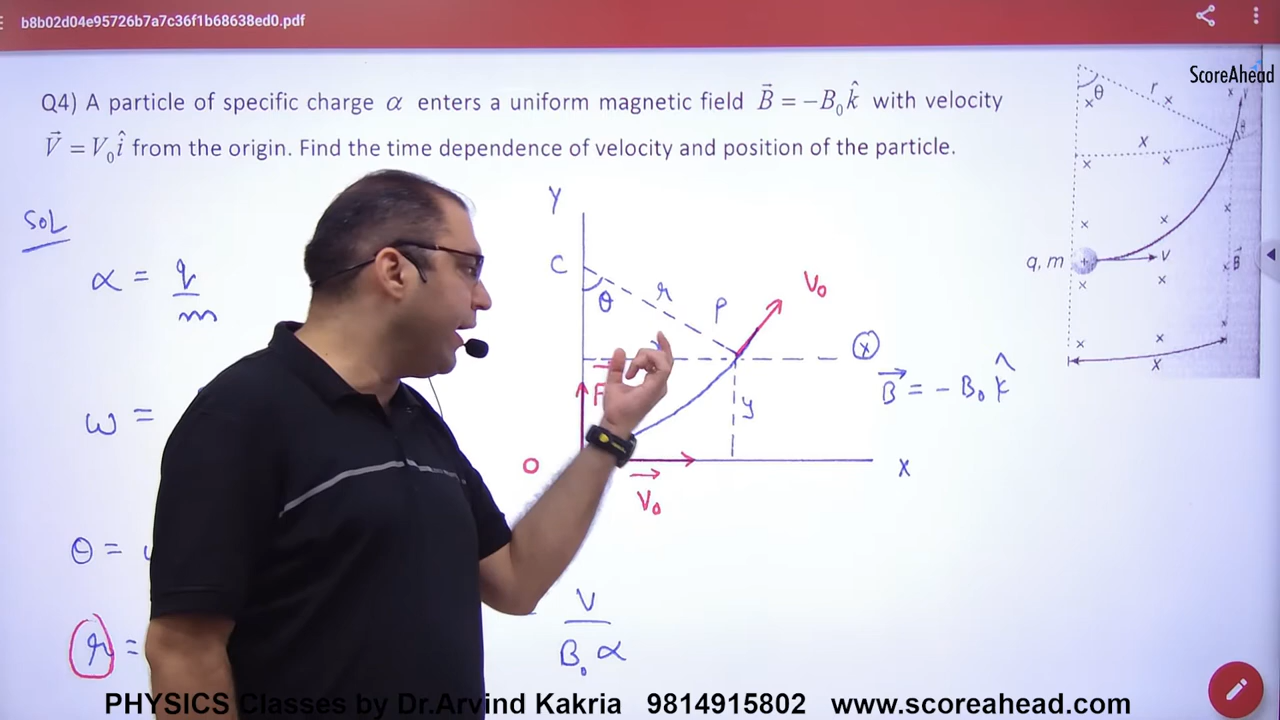 b8b02d04e95726b7a7c36f1b68638ed0.pdf
ScoreAhead
Q4) A particle of specific charge α enters a uniform magnetic field B⃗ = −B₀k̂ with velocity
V⃗ = V₀î from the origin. Find the time dependence of velocity and position of the particle.
SOL
α = q/m
ω =
θ =
r =
V/B₀ α
Y
C
θ
r
P
V₀
F
y
O
V⃗₀
X
ⓧ
B⃗ = − B₀ k̂
θ
r
x
q, m
+
V
v
θ
B⃗
x
PHYSICS Classes by Dr.Arvind Kakria 9814915802 www.scoreahead.com